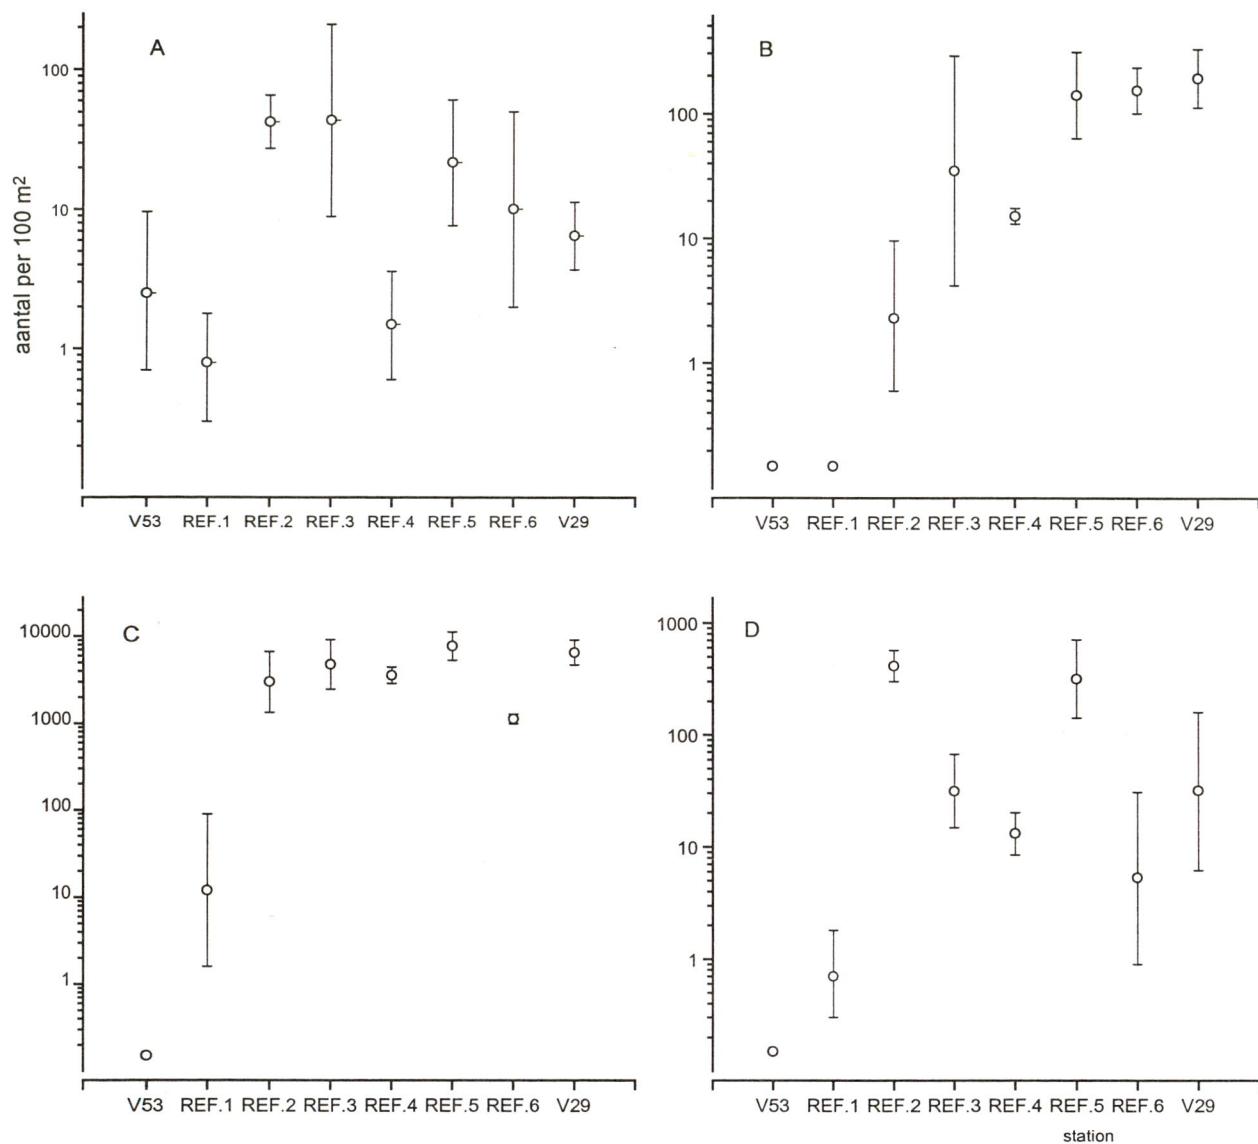 A
100
10
1
aantal per 100 m²
V53 REF.1 REF.2 REF.3 REF.4 REF.5 REF.6 V29
B
100
10
1
V53 REF.1 REF.2 REF.3 REF.4 REF.5 REF.6 V29
C
10000
1000
100
10
1
V53 REF.1 REF.2 REF.3 REF.4 REF.5 REF.6 V29
D
1000
100
10
1
V53 REF.1 REF.2 REF.3 REF.4 REF.5 REF.6 V29
station